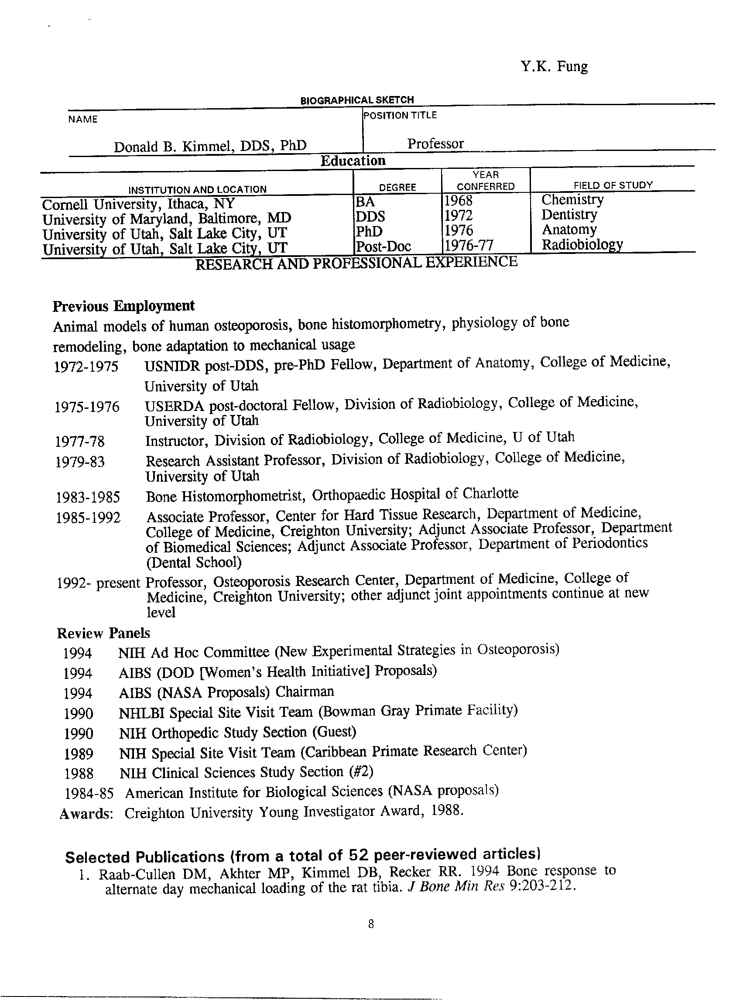 Y.K. Fung
BIOGRAPHICAL SKETCH
NAME
POSITION TITLE
Donald B. Kimmel, DDS, PhD
Professor
Education
INSTITUTION AND LOCATION DEGREE YEAR CONFERRED FIELD OF STUDY
Cornell University, Ithaca, NY BA 1968 Chemistry
University of Maryland, Baltimore, MD DDS 1972 Dentistry
University of Utah, Salt Lake City, UT PhD 1976 Anatomy
University of Utah, Salt Lake City, UT Post-Doc 1976-77 Radiobiology
RESEARCH AND PROFESSIONAL EXPERIENCE
Previous Employment
Animal models of human osteoporosis, bone histomorphometry, physiology of bone
remodeling, bone adaptation to mechanical usage
1972-1975 USNIDR post-DDS, pre-PhD Fellow, Department of Anatomy, College of Medicine,
University of Utah
1975-1976 USERDA post-doctoral Fellow, Division of Radiobiology, College of Medicine,
University of Utah
1977-78 Instructor, Division of Radiobiology, College of Medicine, U of Utah
1979-83 Research Assistant Professor, Division of Radiobiology, College of Medicine,
University of Utah
1983-1985 Bone Histomorphometrist, Orthopaedic Hospital of Charlotte
1985-1992 Associate Professor, Center for Hard Tissue Research, Department of Medicine,
College of Medicine, Creighton University; Adjunct Associate Professor, Department
of Biomedical Sciences; Adjunct Associate Professor, Department of Periodontics
(Dental School)
1992- present Professor, Osteoporosis Research Center, Department of Medicine, College of
Medicine, Creighton University; other adjunct joint appointments continue at new
level
Review Panels
1994 NIH Ad Hoc Committee (New Experimental Strategies in Osteoporosis)
1994 AIBS (DOD [Women's Health Initiative] Proposals)
1994 AIBS (NASA Proposals) Chairman
1990 NHLBI Special Site Visit Team (Bowman Gray Primate Facility)
1990 NIH Orthopedic Study Section (Guest)
1989 NIH Special Site Visit Team (Caribbean Primate Research Center)
1988 NIH Clinical Sciences Study Section (#2)
1984-85 American Institute for Biological Sciences (NASA proposals)
Awards: Creighton University Young Investigator Award, 1988.
Selected Publications (from a total of 52 peer-reviewed articles)
1. Raab-Cullen DM, Akhter MP, Kimmel DB, Recker RR. 1994 Bone response to
alternate day mechanical loading of the rat tibia. J Bone Min Res 9:203-212.
8